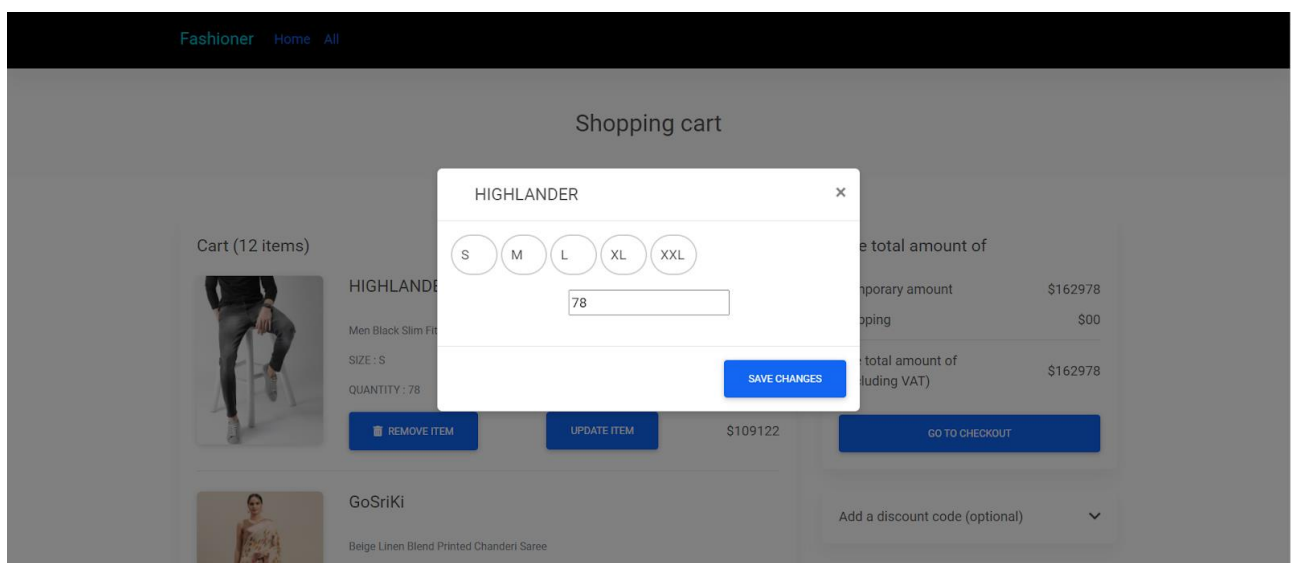 Fashioner Home All
Shopping cart
HIGHLANDER ×
S M L XL XXL
78
SAVE CHANGES
Cart (12 items)
HIGHLANDE
Men Black Slim Fit
SIZE : S
QUANTITY : 78
REMOVE ITEM UPDATE ITEM $109122
GoSriKi
Beige Linen Blend Printed Chanderi Saree
e total amount of
nporary amount $162978
pping $00
total amount of
luding VAT) $162978
GO TO CHECKOUT
Add a discount code (optional)